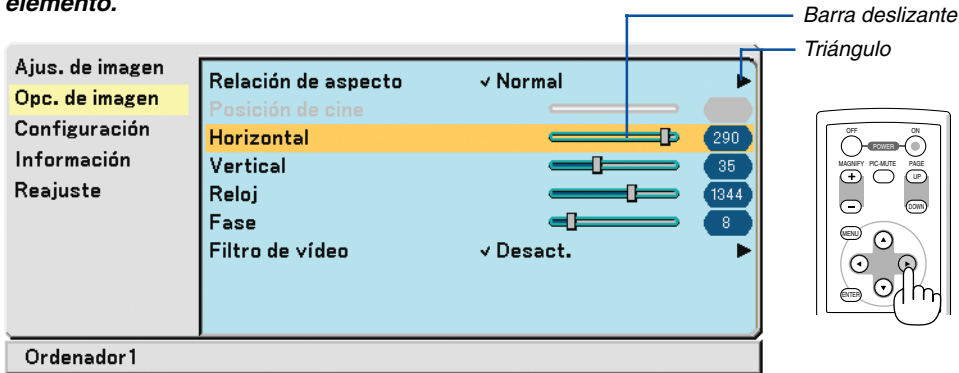 elemento.
Barra deslizante
Triángulo
Ajus. de imagen
Opc. de imagen
Configuración
Información
Reajuste
Relación de aspecto ✓ Normal
Posición de cine
Horizontal 290
Vertical 35
Reloj 1344
Fase 8
Filtro de vídeo ✓ Desact.
Ordenador1
OFF ON
POWER
MAGNIFY PIC-MUTE PAGE
+ UP
− DOWN
MENU
ENTER